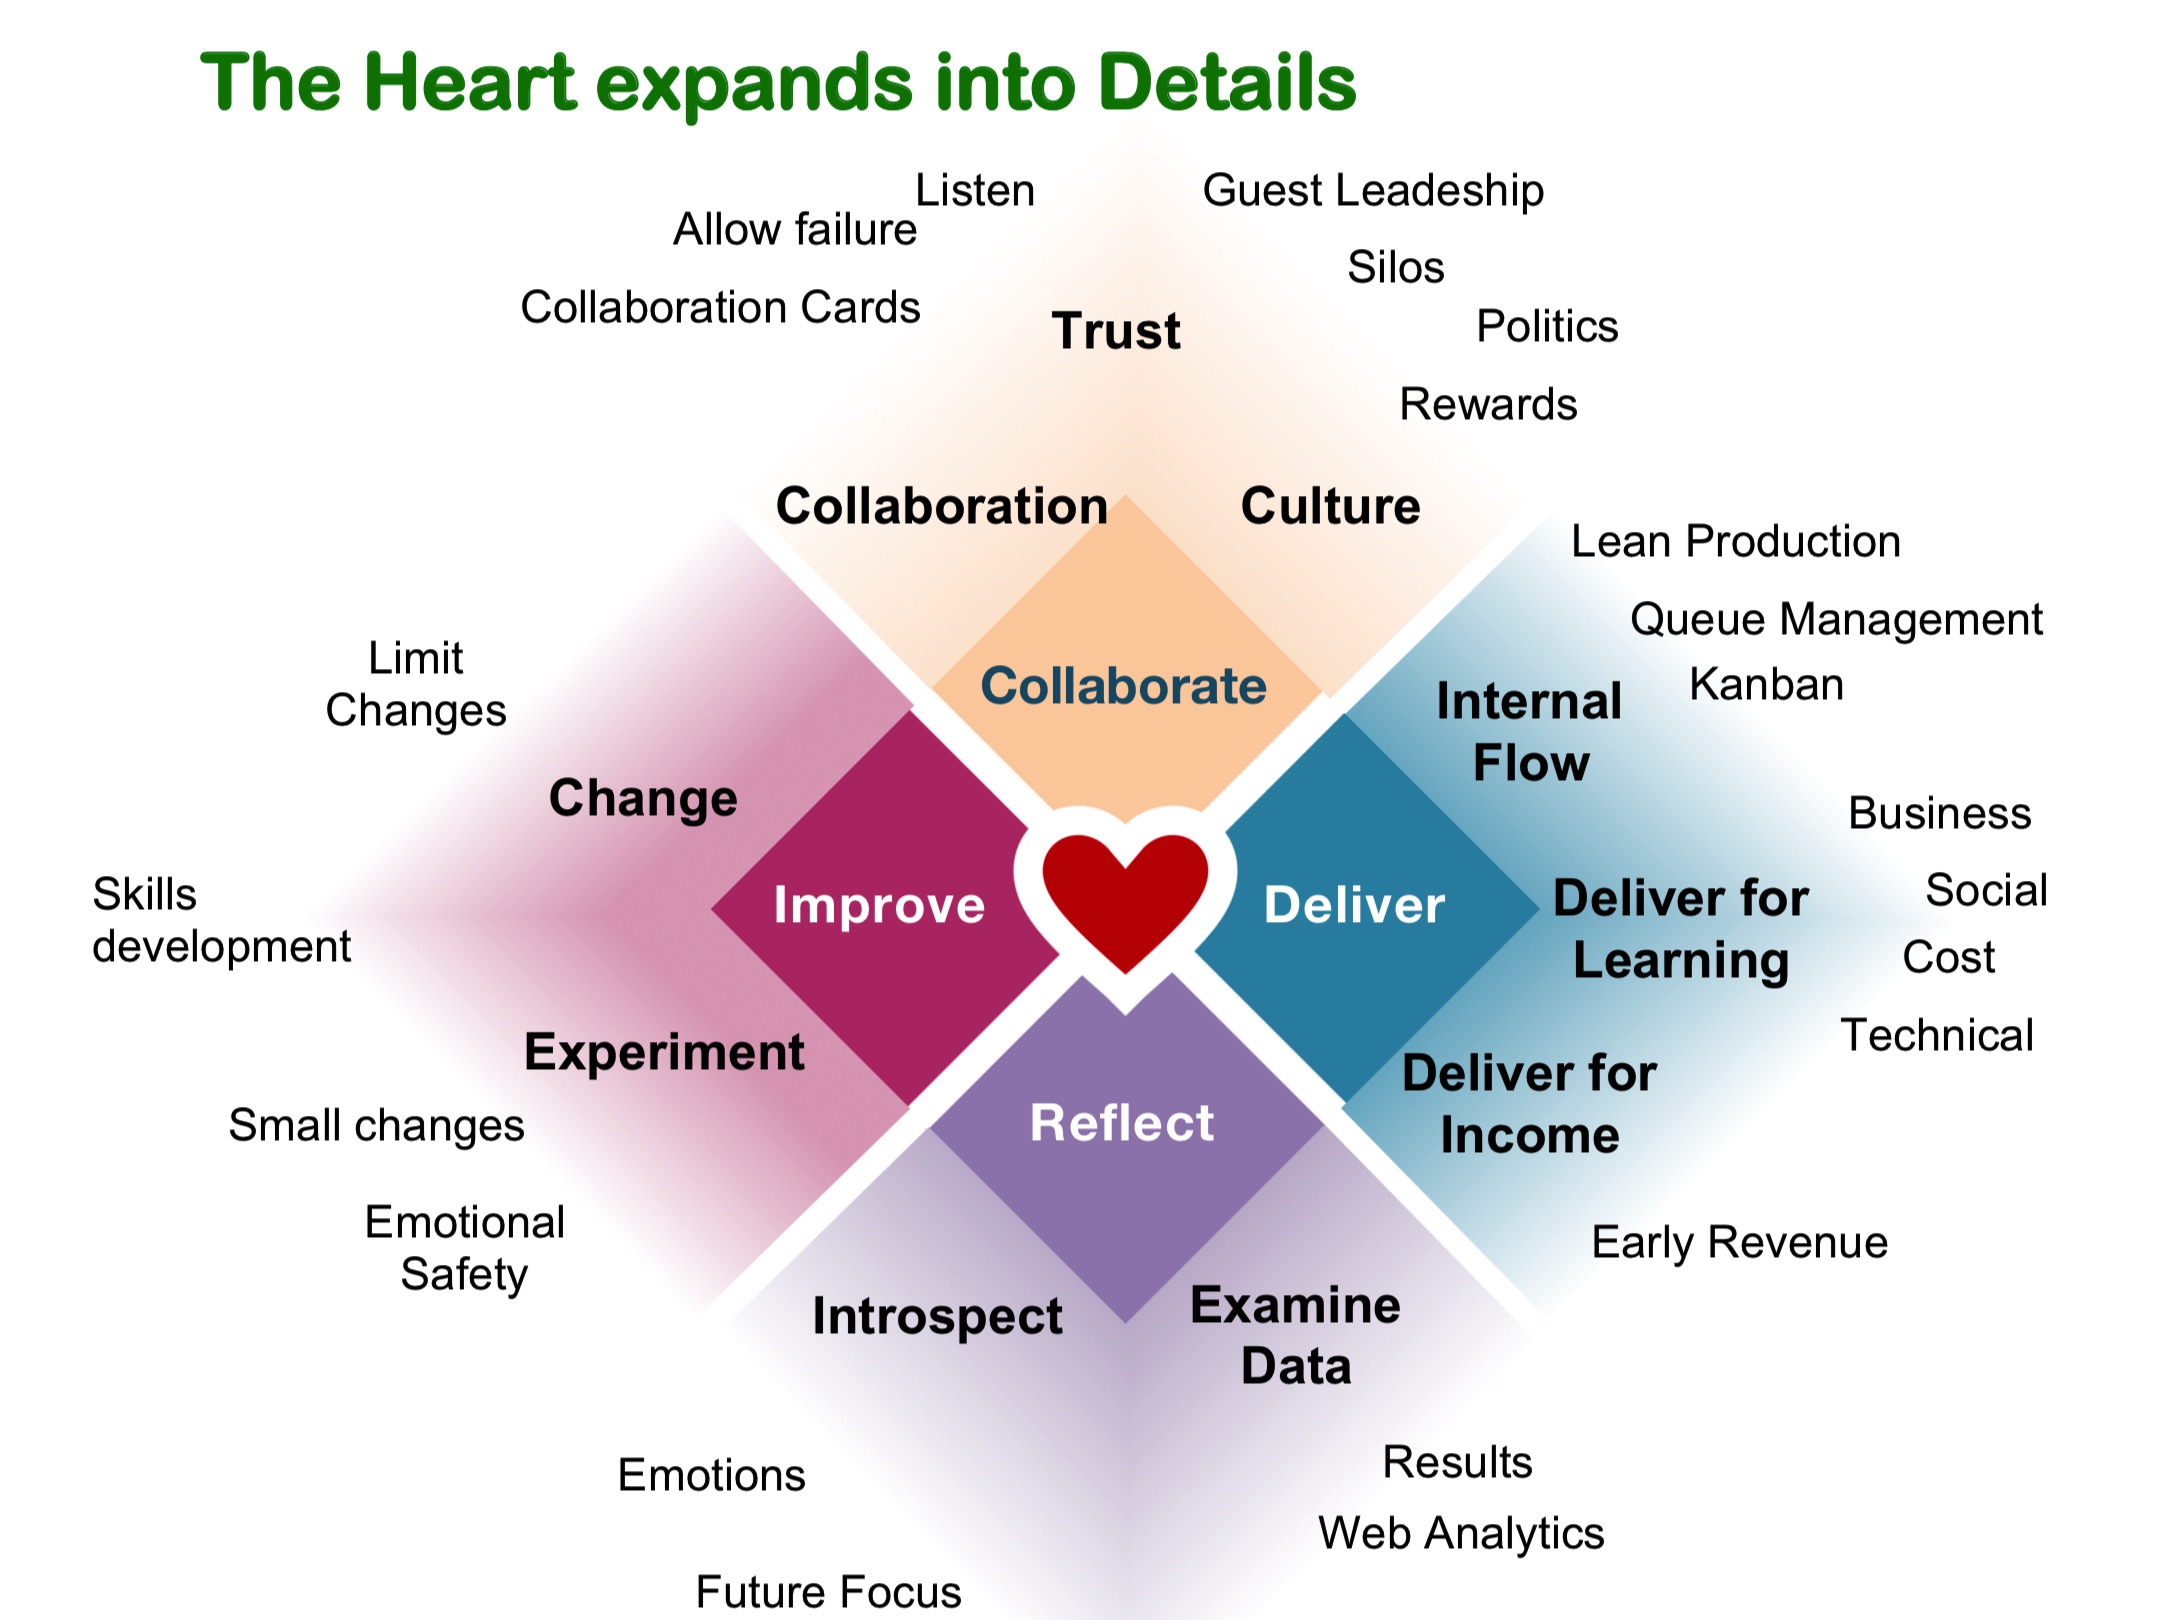 The Heart expands into Details
Listen
Guest Leadeship
Allow failure
Silos
Collaboration Cards
Trust
Politics
Rewards
Collaboration
Culture
Lean Production
Queue Management
Limit
Changes
Collaborate
Internal
Flow
Kanban
Change
Business
Skills
development
Improve
Deliver
Deliver for
Learning
Social
Cost
Experiment
Technical
Deliver for
Income
Small changes
Reflect
Emotional
Safety
Early Revenue
Introspect
Examine
Data
Emotions
Results
Web Analytics
Future Focus